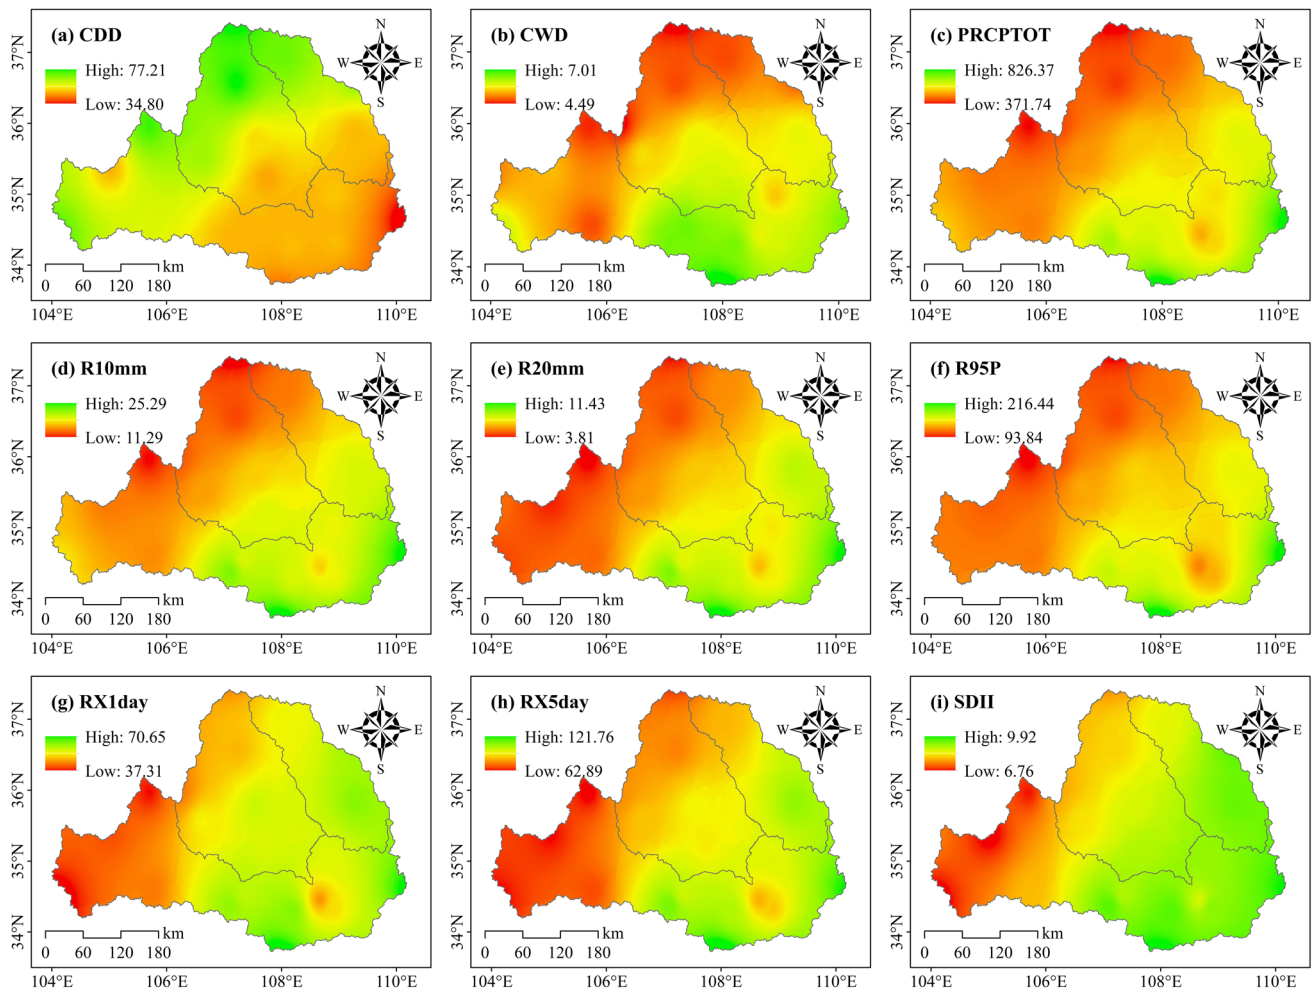 (a) CDD
High: 77.21
Low: 34.80
N
W E
S
37°N
36°N
35°N
34°N
km
0 60 120 180
104°E 106°E 108°E 110°E
(b) CWD
High: 7.01
Low: 4.49
N
W E
S
37°N
36°N
35°N
34°N
km
0 60 120 180
104°E 106°E 108°E 110°E
(c) PRCPTOT
High: 826.37
Low: 371.74
N
W E
S
37°N
36°N
35°N
34°N
km
0 60 120 180
104°E 106°E 108°E 110°E
(d) R10mm
High: 25.29
Low: 11.29
N
W E
S
37°N
36°N
35°N
34°N
km
0 60 120 180
104°E 106°E 108°E 110°E
(e) R20mm
High: 11.43
Low: 3.81
N
W E
S
37°N
36°N
35°N
34°N
km
0 60 120 180
104°E 106°E 108°E 110°E
(f) R95P
High: 216.44
Low: 93.84
N
W E
S
37°N
36°N
35°N
34°N
km
0 60 120 180
104°E 106°E 108°E 110°E
(g) RX1day
High: 70.65
Low: 37.31
N
W E
S
37°N
36°N
35°N
34°N
km
0 60 120 180
104°E 106°E 108°E 110°E
(h) RX5day
High: 121.76
Low: 62.89
N
W E
S
37°N
36°N
35°N
34°N
km
0 60 120 180
104°E 106°E 108°E 110°E
(i) SDII
High: 9.92
Low: 6.76
N
W E
S
37°N
36°N
35°N
34°N
km
0 60 120 180
104°E 106°E 108°E 110°E